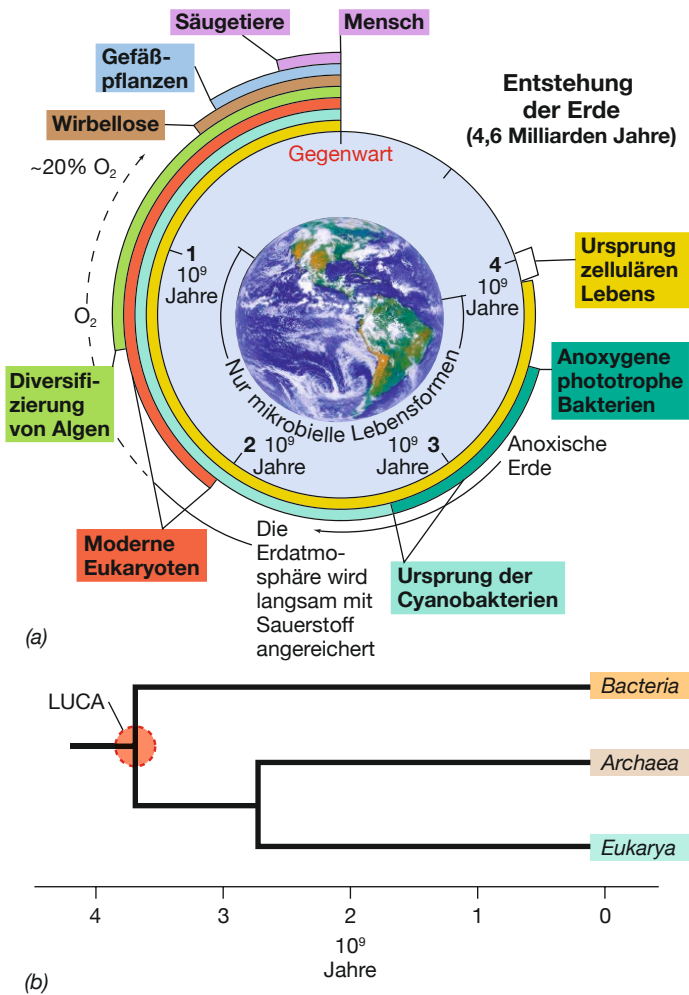 Säugetiere
Mensch
Gefäß-
pflanzen
Wirbellose
Entstehung
der Erde
(4,6 Milliarden Jahre)
~20% O₂
Gegenwart
1
10⁹
Jahre
4
10⁹
Jahre
Ursprung
zellulären
Lebens
O₂
Diversifi-
zierung
von Algen
Nur mikrobielle Lebensformen
Anoxygene
phototrophe
Bakterien
2 10⁹
Jahre
10⁹ 3
Jahre
Anoxische
Erde
Moderne
Eukaryoten
Die
Erdatmo-
sphäre wird
langsam mit
Sauerstoff
angereichert
Ursprung der
Cyanobakterien
(a)
LUCA
Bacteria
Archaea
Eukarya
4 3 2 1 0
10⁹
Jahre
(b)